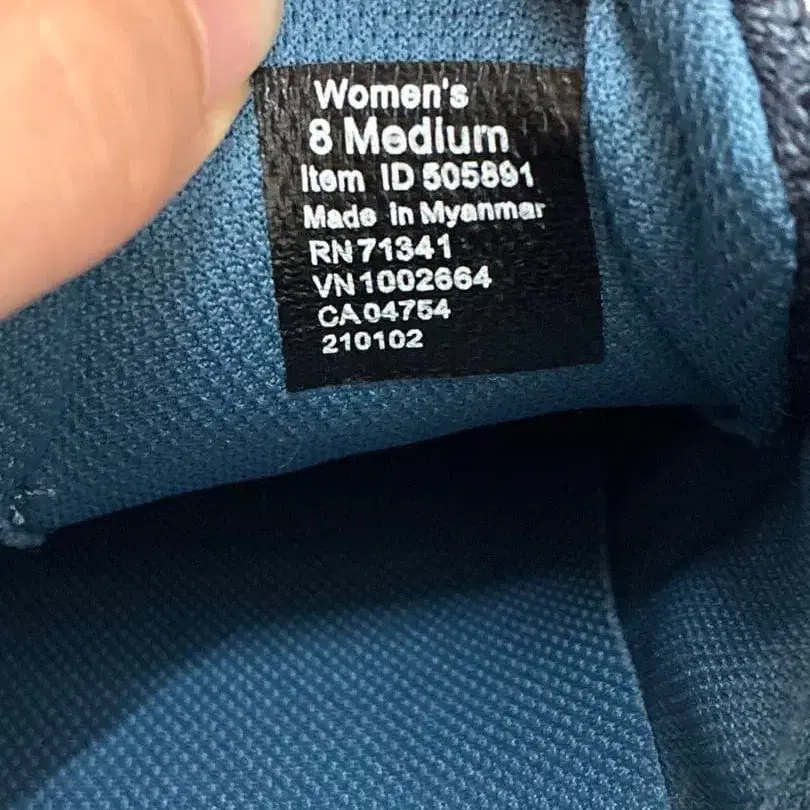 Women's
8 Medium
Item ID 505891
Made in Myanmar
RN 71341
VN 1002664
CA 04754
210102